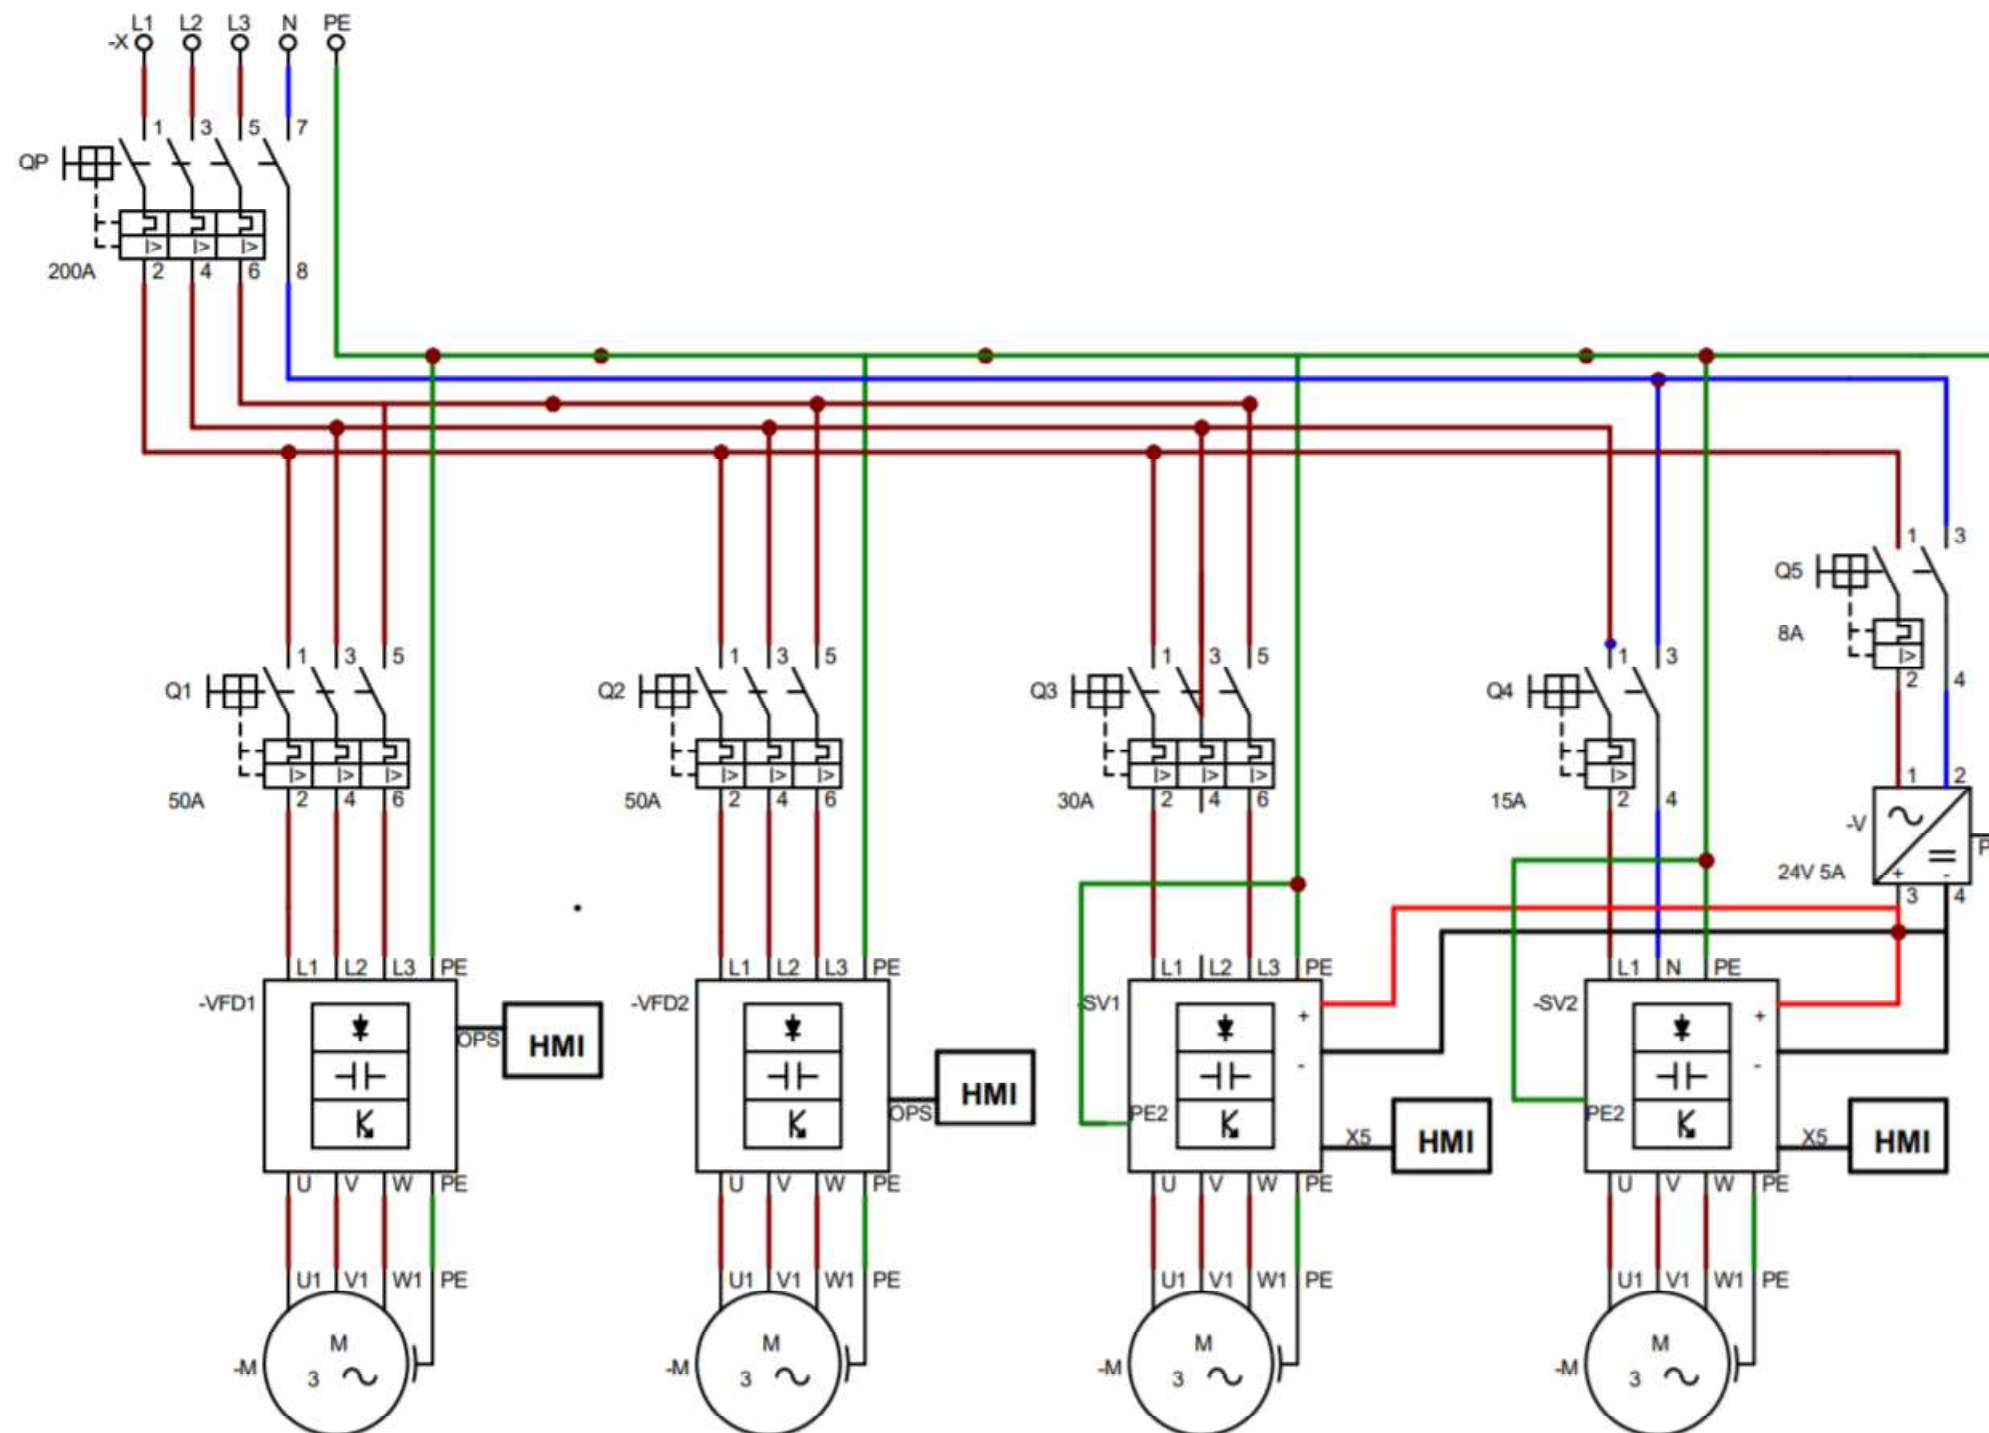 L1 L2 L3 N PE
-X
1 3 5 7
QP
I> I> I>
200A 2 4 6 8
1 3
Q5
8A
I>
2 4
1 3 5 1 3 5 1 3 5 1 3
Q1 Q2 Q3 Q4
I> I> I> I> I> I> I> I> I> I>
50A 2 4 6 50A 2 4 6 30A 2 4 6 15A 2 4
1 2
-V
P
24V 5A + -
3 4
L1 L2 L3 PE L1 L2 L3 PE L1 L2 L3 PE L1 N PE
-VFD1 -VFD2 -SV1 + -SV2 +
OPS HMI
- -
OPS HMI
PE2 PE2
X5 HMI X5 HMI
U V W PE U V W PE U V W PE U V W PE
U1 V1 W1 PE U1 V1 W1 PE U1 V1 W1 PE U1 V1 W1 PE
M M M M
-M 3 -M 3 -M 3 -M 3